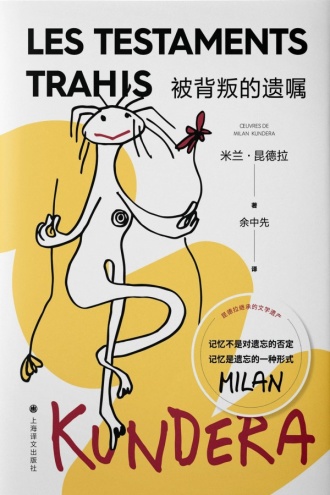 LES TESTAMENTS
TRAHIS 被背叛的遗嘱
ŒUVRES DE
MILAN KUNDERA
米兰·昆德拉
著
余中先
译
昆德拉继承的文学遗产
记忆不是对遗忘的否定
记忆是遗忘的一种形式
MILAN
KUNDERA
上海译文出版社